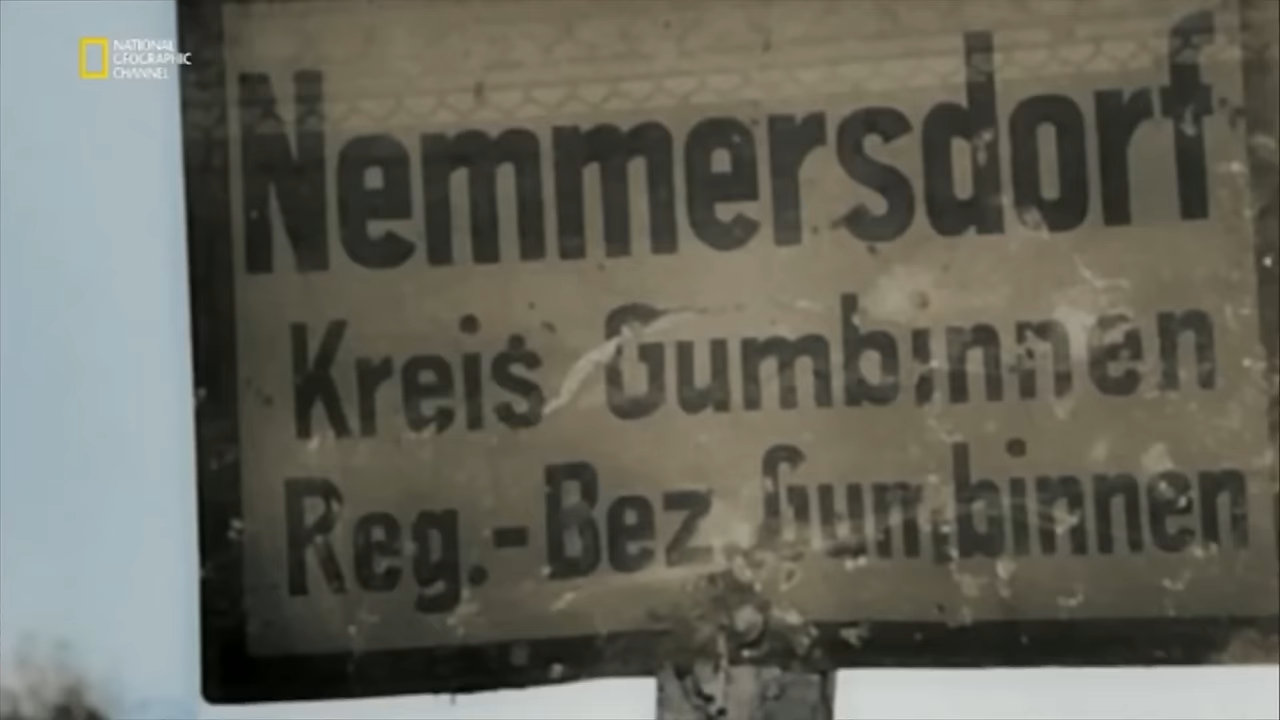 NATIONAL
GEOGRAPHIC
CHANNEL
Nemmersdorf
Kreis Gumbinnen
Reg.-Bez. Gumbinnen